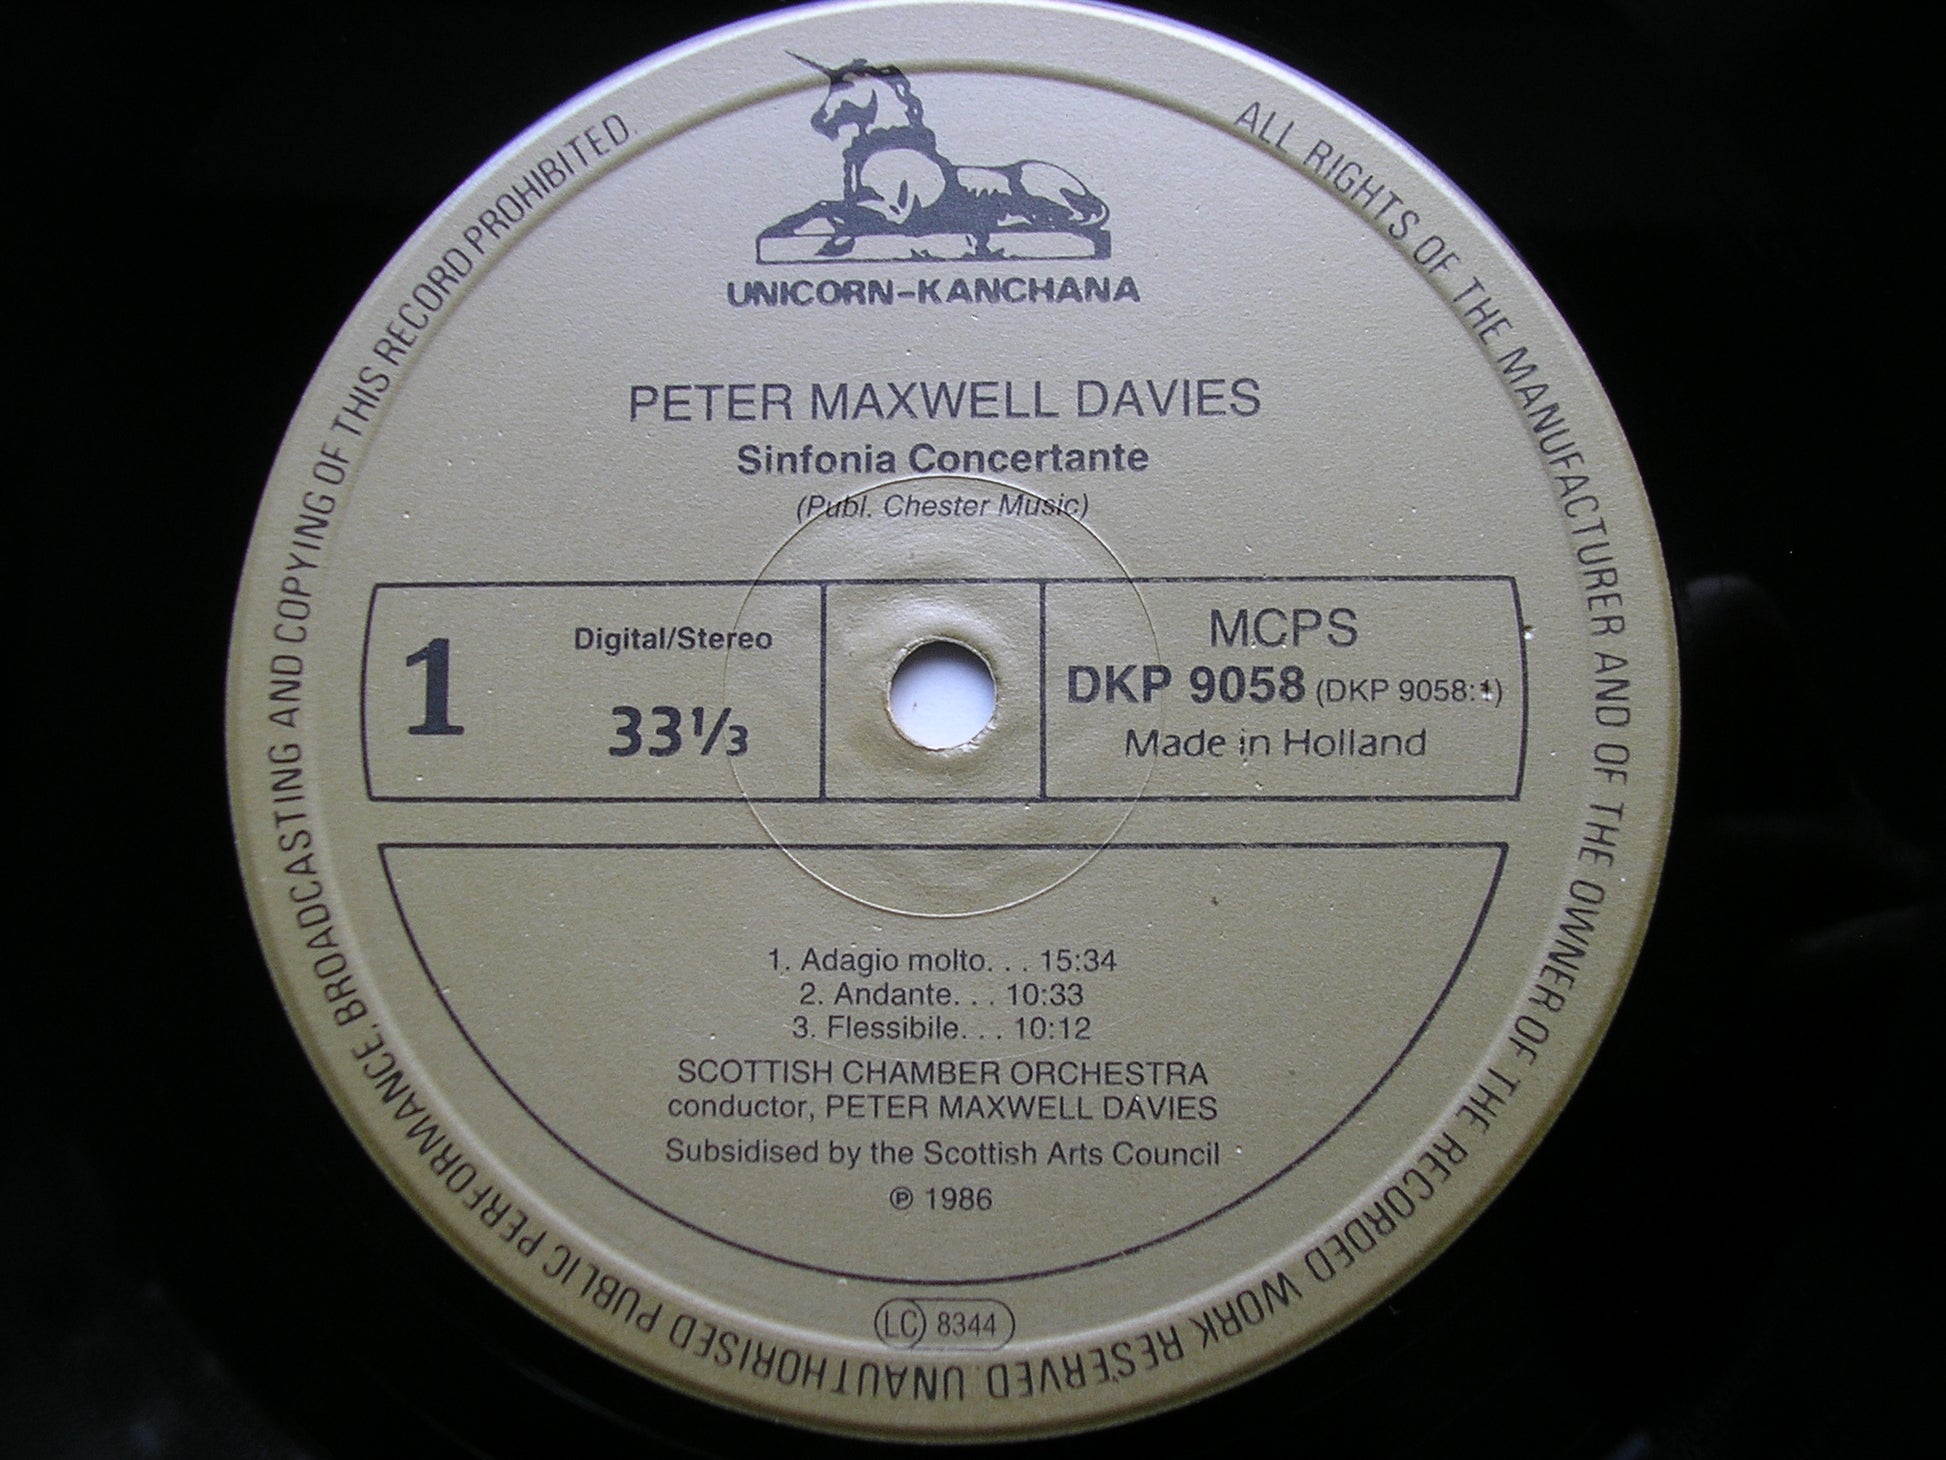 UNICORN-KANCHANA
PETER MAXWELL DAVIES
Sinfonia Concertante
(Publ. Chester Music)
1
Digital/Stereo
33⅓
MCPS
DKP 9058 (DKP 9058:1)
Made in Holland
1. Adagio molto. . . 15:34
2. Andante. . . 10:33
3. Flessibile. . . 10:12
SCOTTISH CHAMBER ORCHESTRA
conductor, PETER MAXWELL DAVIES
Subsidised by the Scottish Arts Council
℗ 1986
LC 8344
ALL RIGHTS OF THE MANUFACTURER AND OF THE OWNER OF THE RECORDED WORK RESERVED. UNAUTHORISED PUBLIC PERFORMANCE, BROADCASTING AND COPYING OF THIS RECORD PROHIBITED.